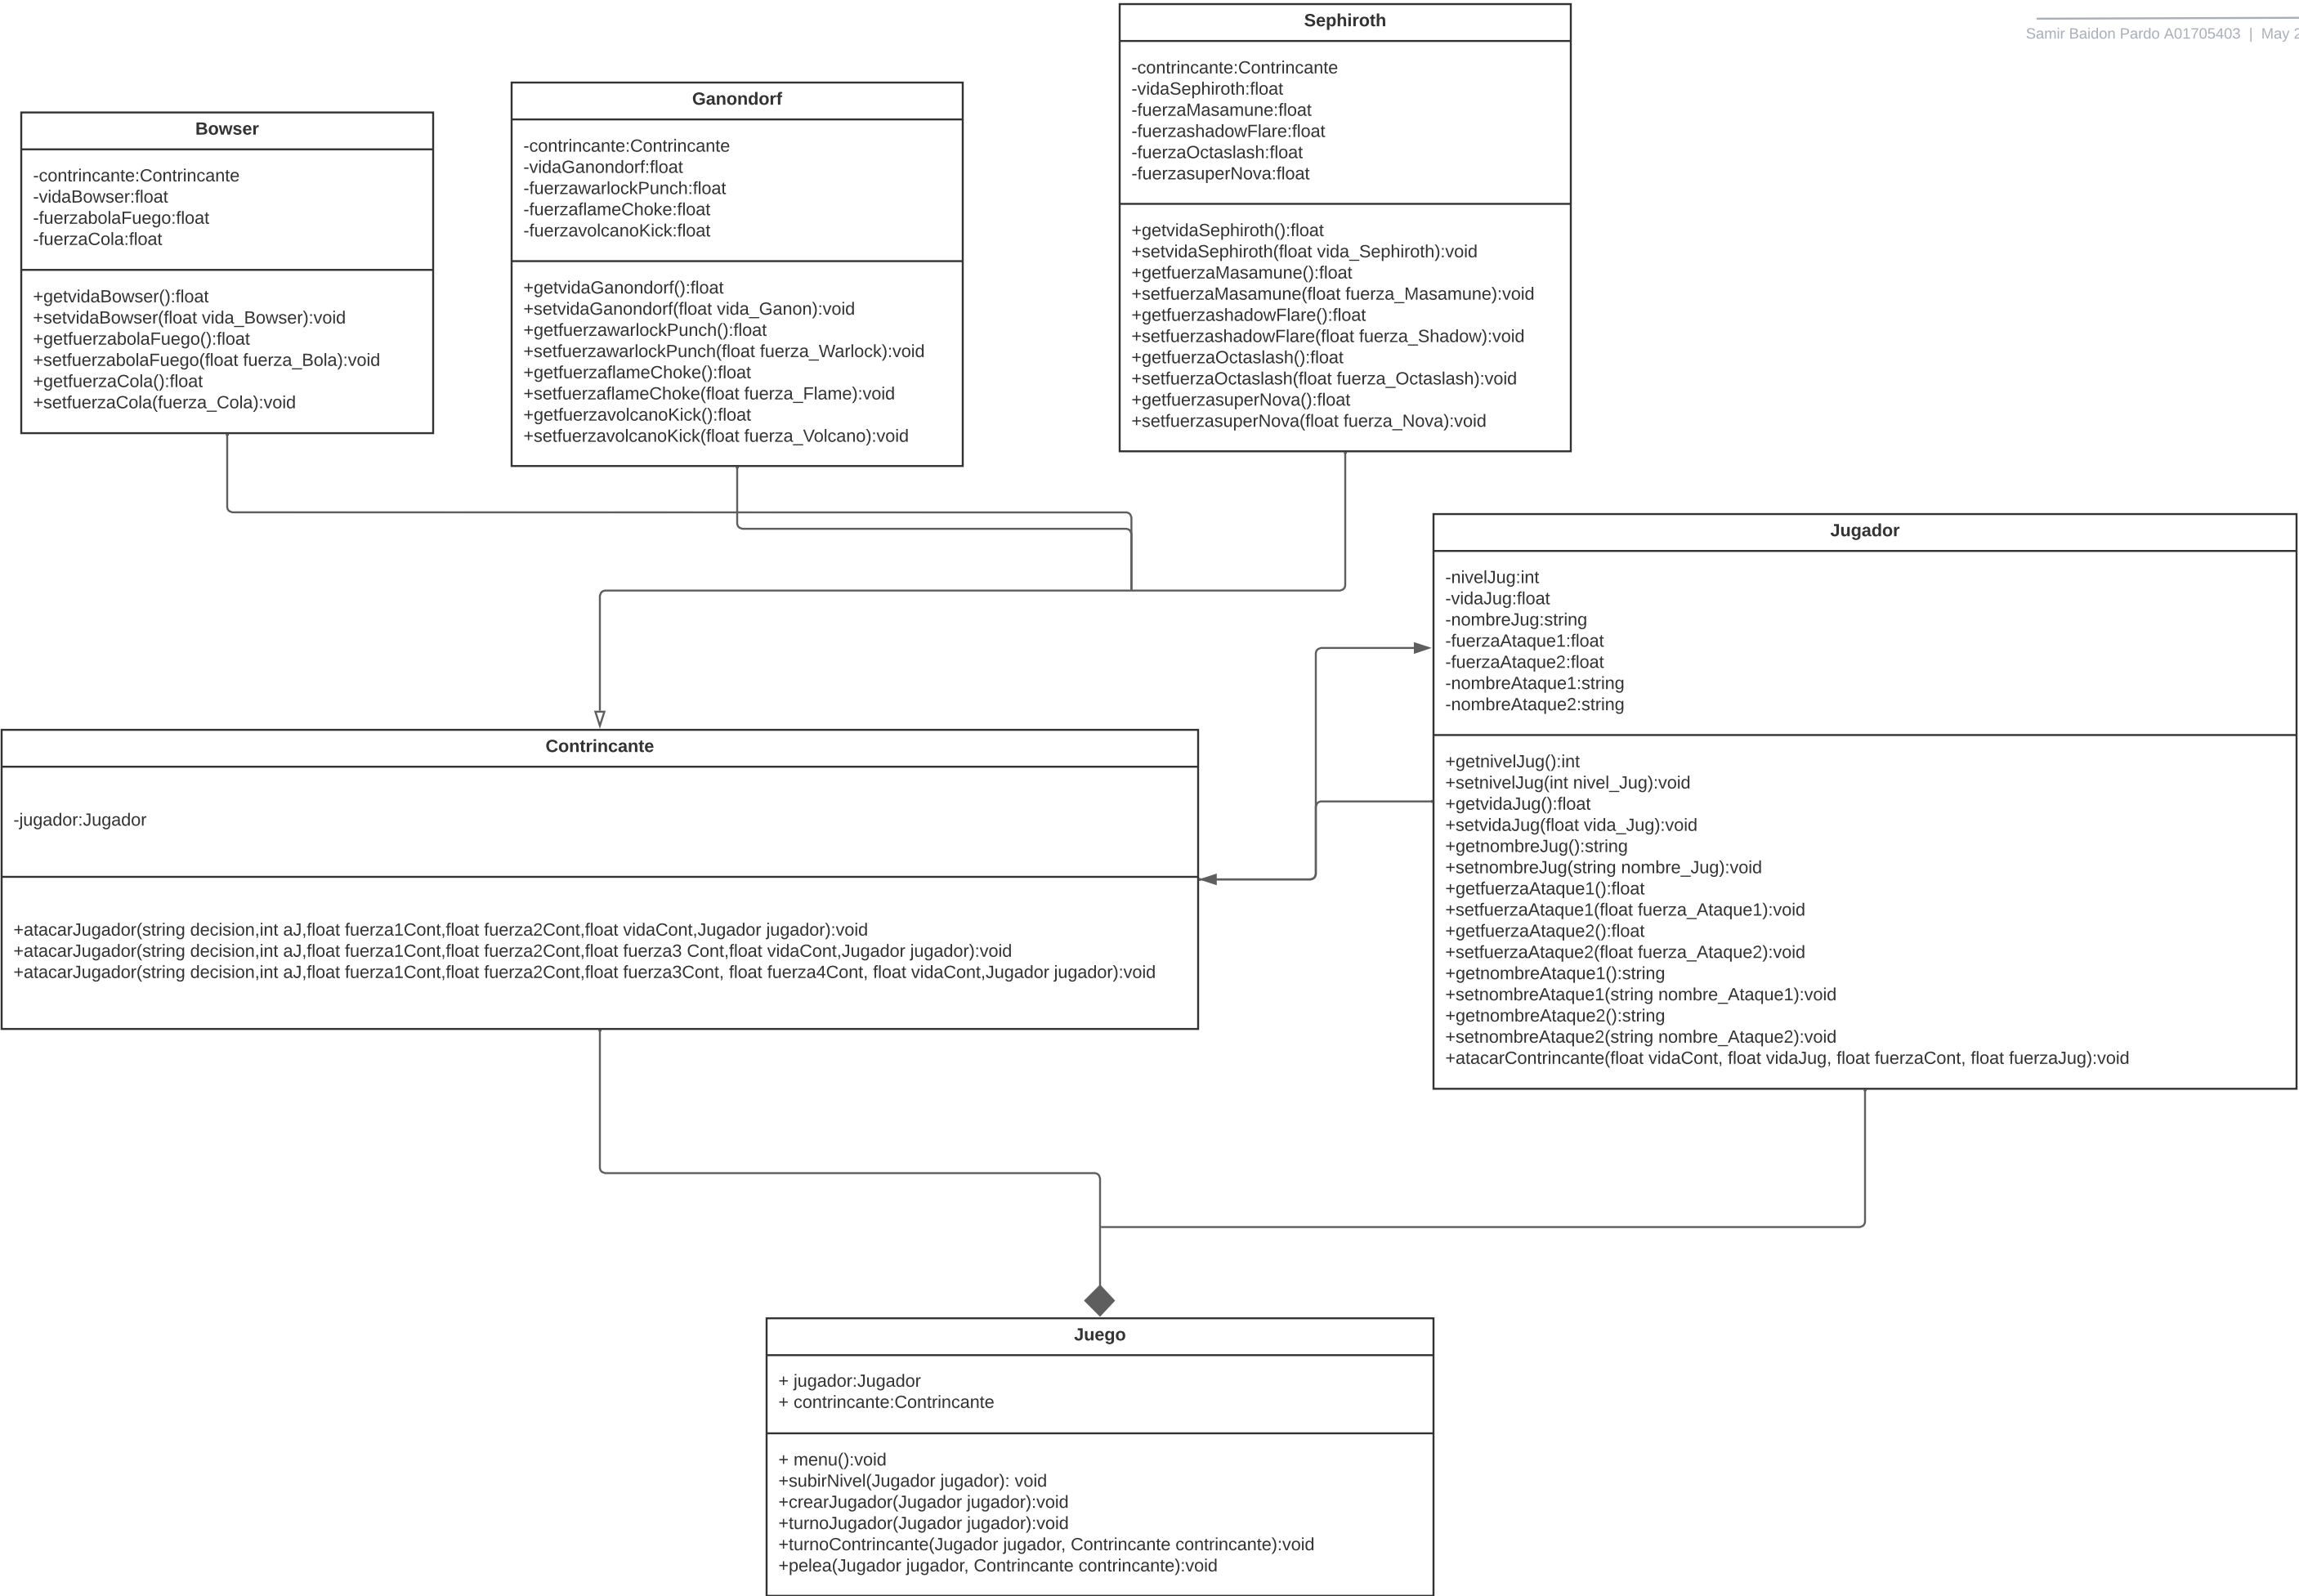 Samir Baidon Pardo A01705403 | May 2
Sephiroth
-contrincante:Contrincante
-vidaSephiroth:float
-fuerzaMasamune:float
-fuerzashadowFlare:float
-fuerzaOctaslash:float
-fuerzasuperNova:float
+getvidaSephiroth():float
+setvidaSephiroth(float vida_Sephiroth):void
+getfuerzaMasamune():float
+setfuerzaMasamune(float fuerza_Masamune):void
+getfuerzashadowFlare():float
+setfuerzashadowFlare(float fuerza_Shadow):void
+getfuerzaOctaslash():float
+setfuerzaOctaslash(float fuerza_Octaslash):void
+getfuerzasuperNova():float
+setfuerzasuperNova(float fuerza_Nova):void
Ganondorf
-contrincante:Contrincante
-vidaGanondorf:float
-fuerzawarlockPunch:float
-fuerzaflameChoke:float
-fuerzavolcanoKick:float
+getvidaGanondorf():float
+setvidaGanondorf(float vida_Ganon):void
+getfuerzawarlockPunch():float
+setfuerzawarlockPunch(float fuerza_Warlock):void
+getfuerzaflameChoke():float
+setfuerzaflameChoke(float fuerza_Flame):void
+getfuerzavolcanoKick():float
+setfuerzavolcanoKick(float fuerza_Volcano):void
Bowser
-contrincante:Contrincante
-vidaBowser:float
-fuerzabolaFuego:float
-fuerzaCola:float
+getvidaBowser():float
+setvidaBowser(float vida_Bowser):void
+getfuerzabolaFuego():float
+setfuerzabolaFuego(float fuerza_Bola):void
+getfuerzaCola():float
+setfuerzaCola(fuerza_Cola):void
Jugador
-nivelJug:int
-vidaJug:float
-nombreJug:string
-fuerzaAtaque1:float
-fuerzaAtaque2:float
-nombreAtaque1:string
-nombreAtaque2:string
+getnivelJug():int
+setnivelJug(int nivel_Jug):void
+getvidaJug():float
+setvidaJug(float vida_Jug):void
+getnombreJug():string
+setnombreJug(string nombre_Jug):void
+getfuerzaAtaque1():float
+setfuerzaAtaque1(float fuerza_Ataque1):void
+getfuerzaAtaque2():float
+setfuerzaAtaque2(float fuerza_Ataque2):void
+getnombreAtaque1():string
+setnombreAtaque1(string nombre_Ataque1):void
+getnombreAtaque2():string
+setnombreAtaque2(string nombre_Ataque2):void
+atacarContrincante(float vidaCont, float vidaJug, float fuerzaCont, float fuerzaJug):void
Contrincante
-jugador:Jugador
+atacarJugador(string decision,int aJ,float fuerza1Cont,float fuerza2Cont,float vidaCont,Jugador jugador):void
+atacarJugador(string decision,int aJ,float fuerza1Cont,float fuerza2Cont,float fuerza3 Cont,float vidaCont,Jugador jugador):void
+atacarJugador(string decision,int aJ,float fuerza1Cont,float fuerza2Cont,float fuerza3Cont, float fuerza4Cont, float vidaCont,Jugador jugador):void
Juego
+ jugador:Jugador
+ contrincante:Contrincante
+ menu():void
+subirNivel(Jugador jugador): void
+crearJugador(Jugador jugador):void
+turnoJugador(Jugador jugador):void
+turnoContrincante(Jugador jugador, Contrincante contrincante):void
+pelea(Jugador jugador, Contrincante contrincante):void